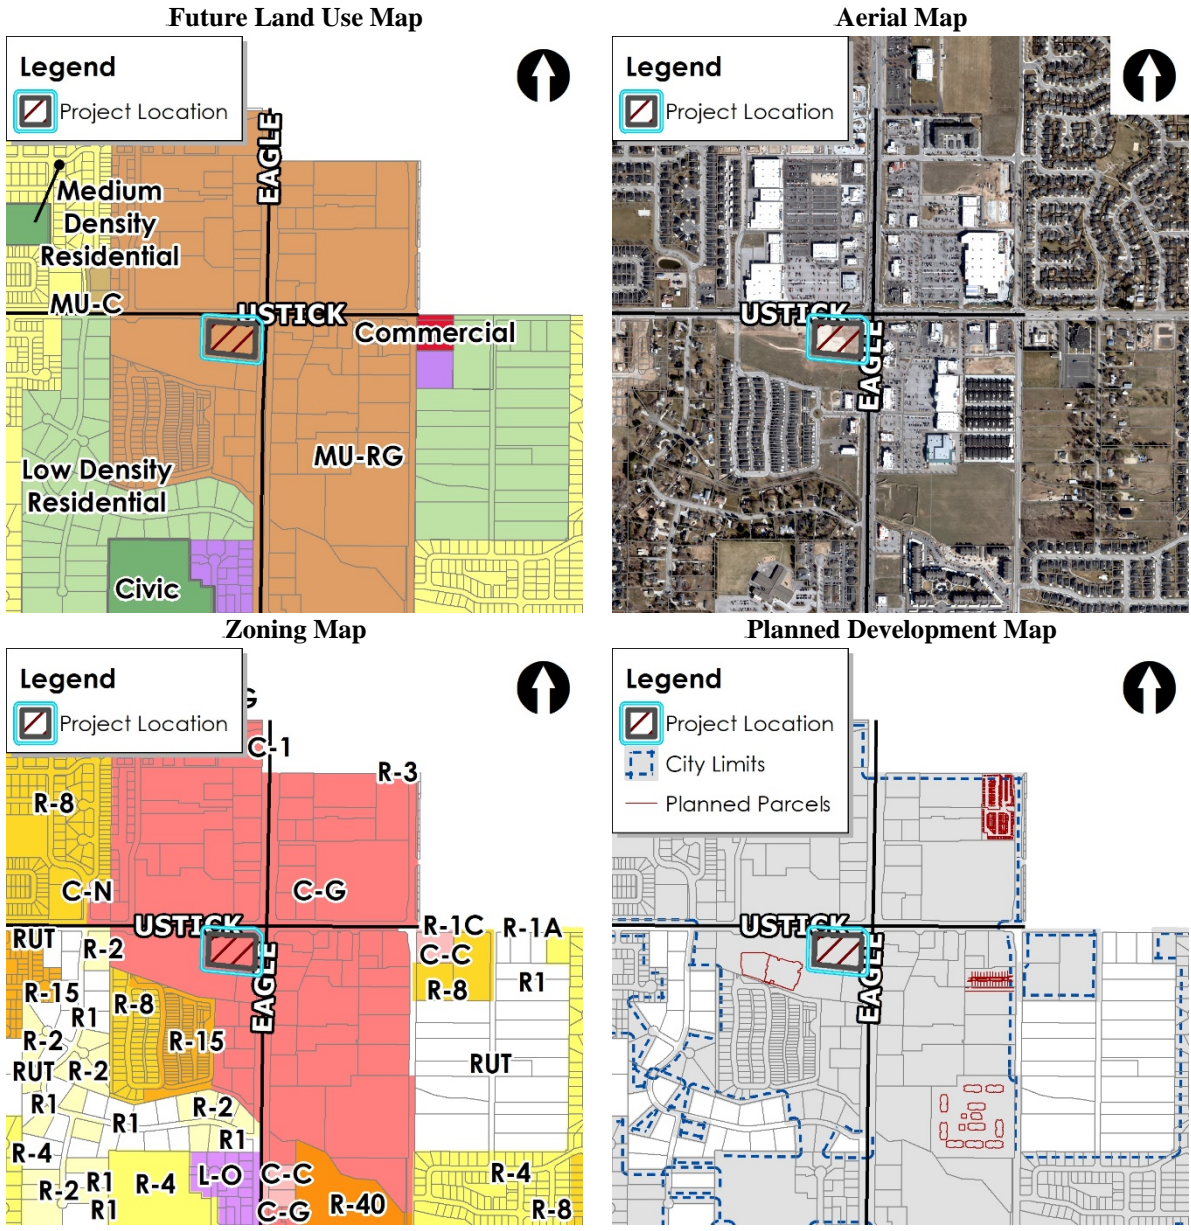 Future Land Use Map
Legend
Project Location
EAGLE
Medium
Density
Residential
MU-C
USTICK
Commercial
MU-RG
Low Density
Residential
Civic
Aerial Map
Legend
Project Location
USTICK
EAGLE
Zoning Map
Legend
Project Location
G
C-1
R-3
R-8
C-N
C-G
USTICK
R-1C
R-1A
RUT
R-2
C-C
R-15
R-8
R-8
R1
EAGLE
R1
R-2
R-15
RUT
RUT
R-2
R1
R1
R-2
R1
R-4
L-O
C-C
R-4
R-2
R1
R-4
R1
C-G
R-40
R-8
Planned Development Map
Legend
Project Location
City Limits
Planned Parcels
USTICK
EAGLE